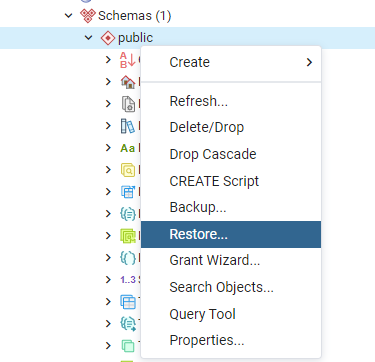 Schemas (1)
public
Create
Refresh...
Delete/Drop
Drop Cascade
CREATE Script
Backup...
Restore...
Grant Wizard...
Search Objects...
Query Tool
Properties...